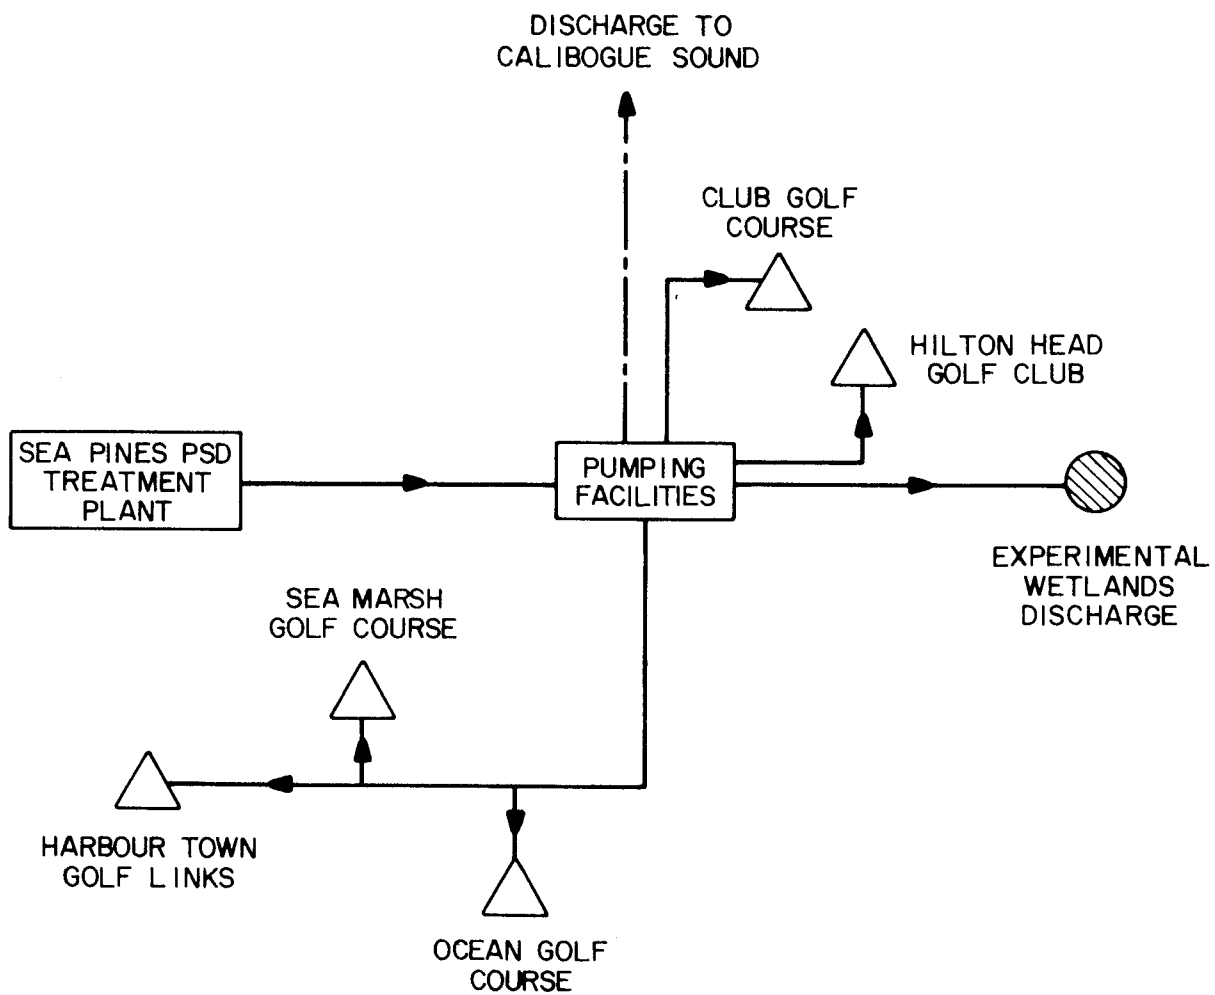 DISCHARGE TO
CALIBOGUE SOUND
CLUB GOLF
COURSE
HILTON HEAD
GOLF CLUB
SEA PINES PSD
TREATMENT
PLANT
PUMPING
FACILITIES
EXPERIMENTAL
WETLANDS
DISCHARGE
SEA MARSH
GOLF COURSE
HARBOUR TOWN
GOLF LINKS
OCEAN GOLF
COURSE